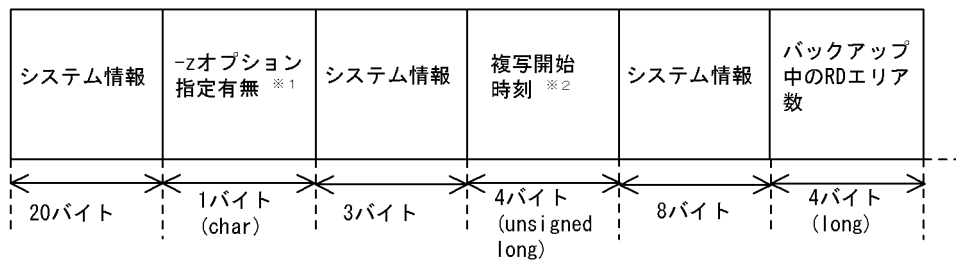 システム情報
-zオプション
指定有無 ※1
システム情報
複写開始
時刻 ※2
システム情報
バックアップ
中のRDエリア
数
20バイト
1バイト
(char)
3バイト
4バイト
(unsigned
long)
8バイト
4バイト
(long)